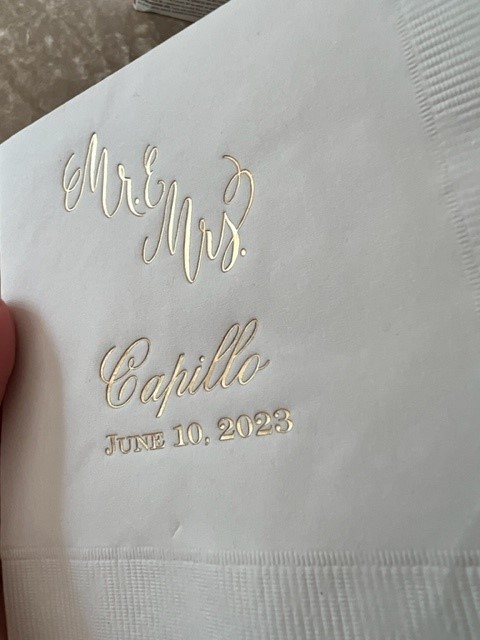 Mr. &
Mrs.
Capillo
JUNE 10, 2023